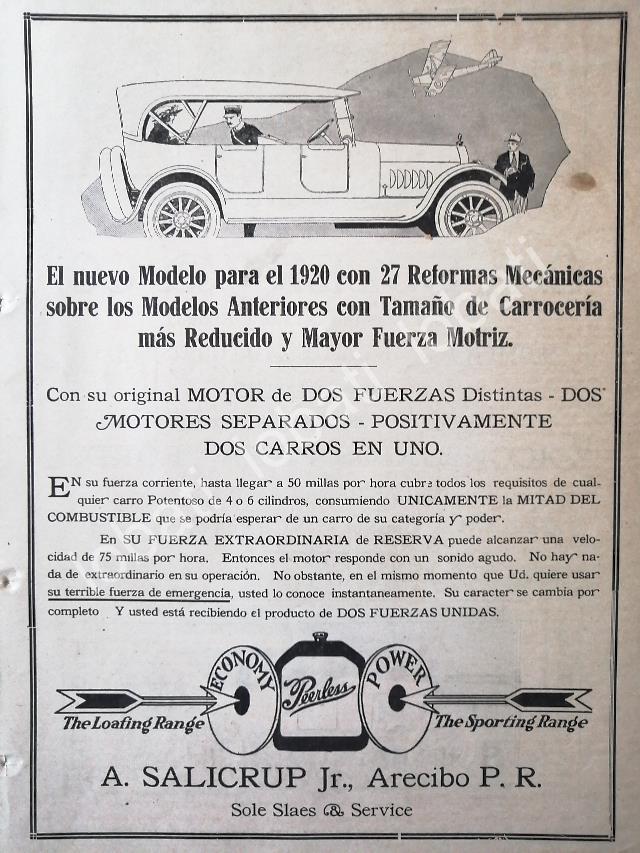 El nuevo Modelo para el 1920 con 27 Reformas Mecánicas
sobre los Modelos Anteriores con Tamaño de Carrocería
más Reducido y Mayor Fuerza Motriz.
Con su original MOTOR de DOS FUERZAS Distintas - DOS
MOTORES SEPARADOS - POSITIVAMENTE
DOS CARROS EN UNO.
EN su fuerza corriente, hasta llegar a 50 millas por hora cubre todos los requisitos de cual-
quier carro Potentoso de 4 o 6 cilindros, consumiendo UNICAMENTE la MITAD DEL
COMBUSTIBLE que se podría esperar de un carro de su categoría y poder.
En SU FUERZA EXTRAORDINARIA de RESERVA puede alcanzar una velo-
cidad de 75 millas por hora. Entonces el motor responde con un sonido agudo. No hay na-
da de extraordinario en su operación. No obstante, en el mismo momento que Ud. quiere usar
su terrible fuerza de emergencia, usted lo conoce instantaneamente. Su caracter se cambia por
completo Y usted está recibiendo el producto de DOS FUERZAS UNIDAS.
ECONOMY
Peerless
POWER
The Loafing Range
The Sporting Range
A. SALICRUP Jr., Arecibo P. R.
Sole Slaes & Service